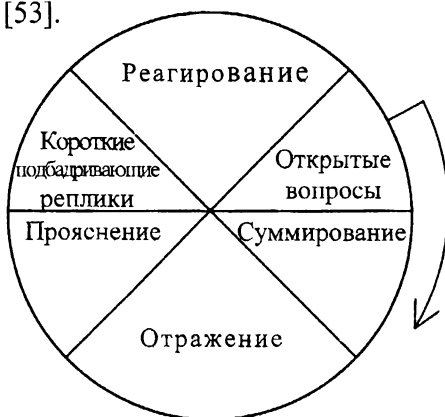 [53].
Реагирование
Короткие
подбадривающие
реплики
Открытые
вопросы
Прояснение
Суммирование
Отражение